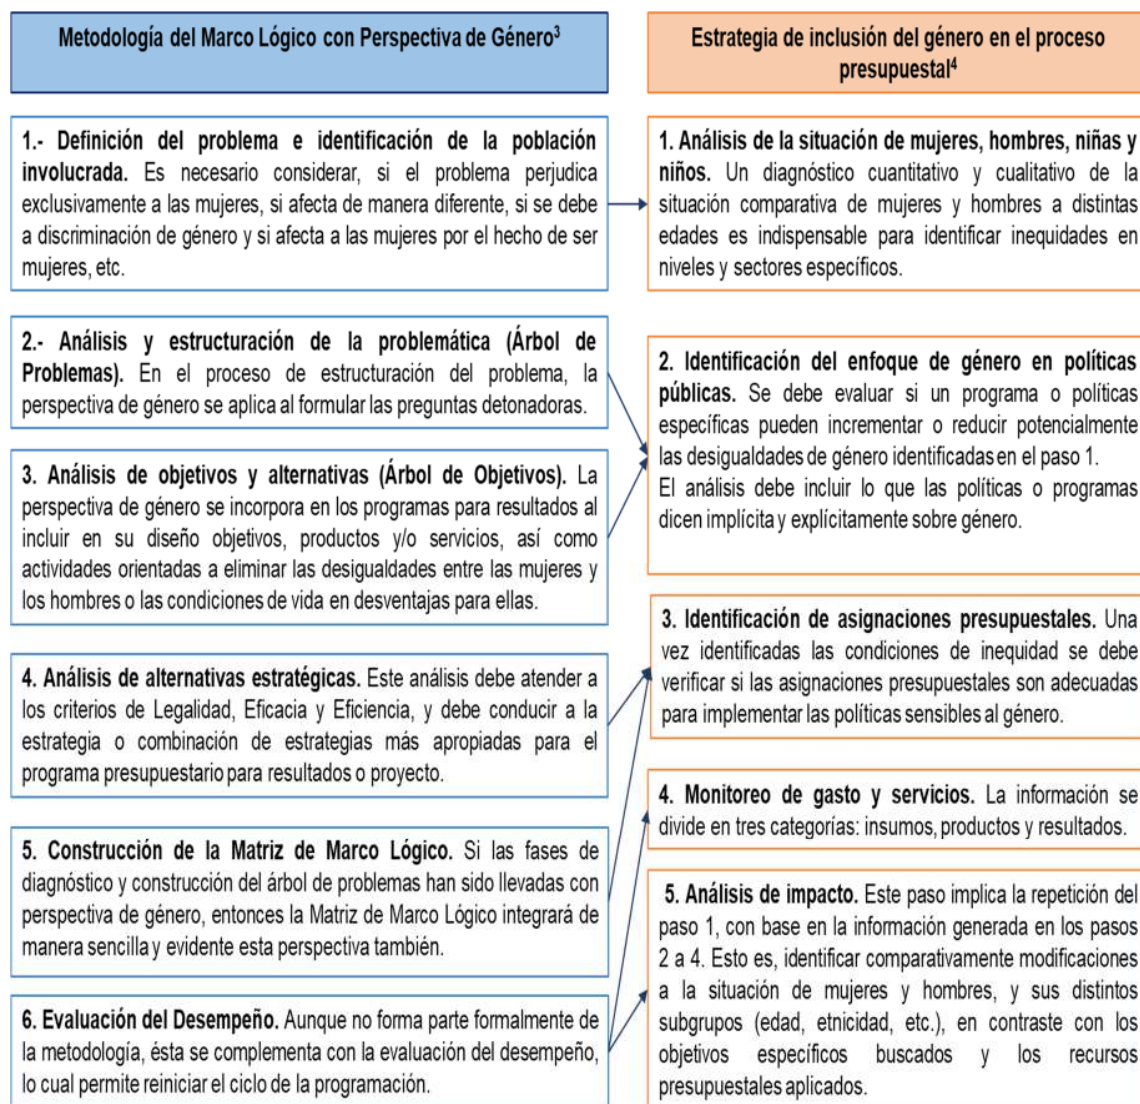 Metodología del Marco Lógico con Perspectiva de Género³
1.- Definición del problema e identificación de la población
involucrada. Es necesario considerar, si el problema perjudica
exclusivamente a las mujeres, si afecta de manera diferente, si se debe
a discriminación de género y si afecta a las mujeres por el hecho de ser
mujeres, etc.
2.- Análisis y estructuración de la problemática (Árbol de
Problemas). En el proceso de estructuración del problema, la
perspectiva de género se aplica al formular las preguntas detonadoras.
3. Análisis de objetivos y alternativas (Árbol de Objetivos). La
perspectiva de género se incorpora en los programas para resultados al
incluir en su diseño objetivos, productos y/o servicios, así como
actividades orientadas a eliminar las desigualdades entre las mujeres y
los hombres o las condiciones de vida en desventajas para ellas.
4. Análisis de alternativas estratégicas. Este análisis debe atender a
los criterios de Legalidad, Eficacia y Eficiencia, y debe conducir a la
estrategia o combinación de estrategias más apropiadas para el
programa presupuestario para resultados o proyecto.
5. Construcción de la Matriz de Marco Lógico. Si las fases de
diagnóstico y construcción del árbol de problemas han sido llevadas con
perspectiva de género, entonces la Matriz de Marco Lógico integrará de
manera sencilla y evidente esta perspectiva también.
6. Evaluación del Desempeño. Aunque no forma parte formalmente de
la metodología, ésta se complementa con la evaluación del desempeño,
lo cual permite reiniciar el ciclo de la programación.
Estrategia de inclusión del género en el proceso
presupuestal⁴
1. Análisis de la situación de mujeres, hombres, niñas y
niños. Un diagnóstico cuantitativo y cualitativo de la
situación comparativa de mujeres y hombres a distintas
edades es indispensable para identificar inequidades en
niveles y sectores específicos.
2. Identificación del enfoque de género en políticas
públicas. Se debe evaluar si un programa o políticas
específicas pueden incrementar o reducir potencialmente
las desigualdades de género identificadas en el paso 1.
El análisis debe incluir lo que las políticas o programas
dicen implícita y explícitamente sobre género.
3. Identificación de asignaciones presupuestales. Una
vez identificadas las condiciones de inequidad se debe
verificar si las asignaciones presupuestales son adecuadas
para implementar las políticas sensibles al género.
4. Monitoreo de gasto y servicios. La información se
divide en tres categorías: insumos, productos y resultados.
5. Análisis de impacto. Este paso implica la repetición del
paso 1, con base en la información generada en los pasos
2 a 4. Esto es, identificar comparativamente modificaciones
a la situación de mujeres y hombres, y sus distintos
subgrupos (edad, etnicidad, etc.), en contraste con los
objetivos específicos buscados y los recursos
presupuestales aplicados.